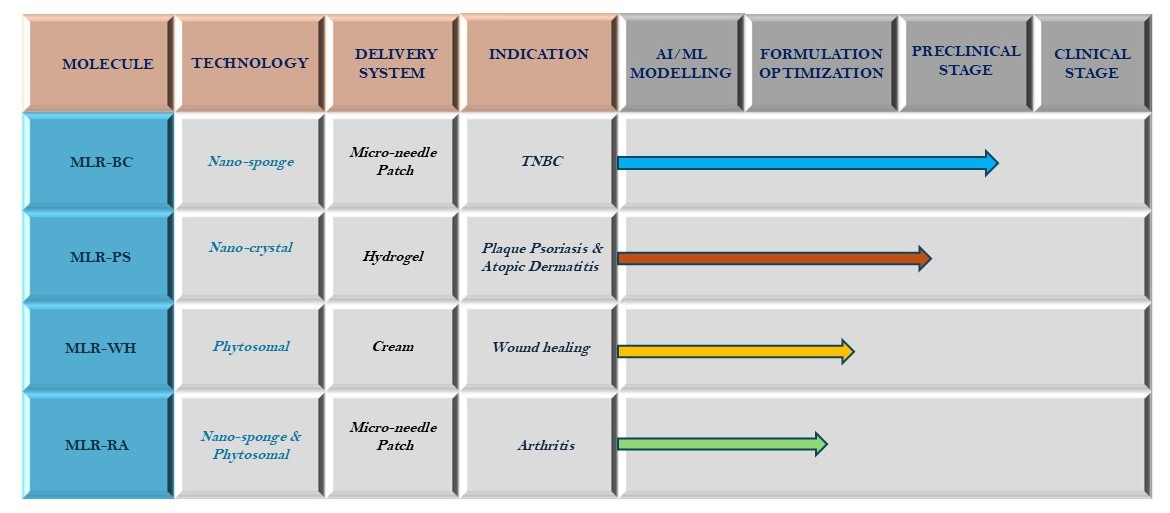 MOLECULE
TECHNOLOGY
DELIVERY
SYSTEM
INDICATION
AI/ML
MODELLING
FORMULATION
OPTIMIZATION
PRECLINICAL
STAGE
CLINICAL
STAGE
MLR-BC
Nano-sponge
Micro-needle
Patch
TNBC
MLR-PS
Nano-crystal
Hydrogel
Plaque Psoriasis &
Atopic Dermatitis
MLR-WH
Phytosomal
Cream
Wound healing
MLR-RA
Nano-sponge &
Phytosomal
Micro-needle
Patch
Arthritis